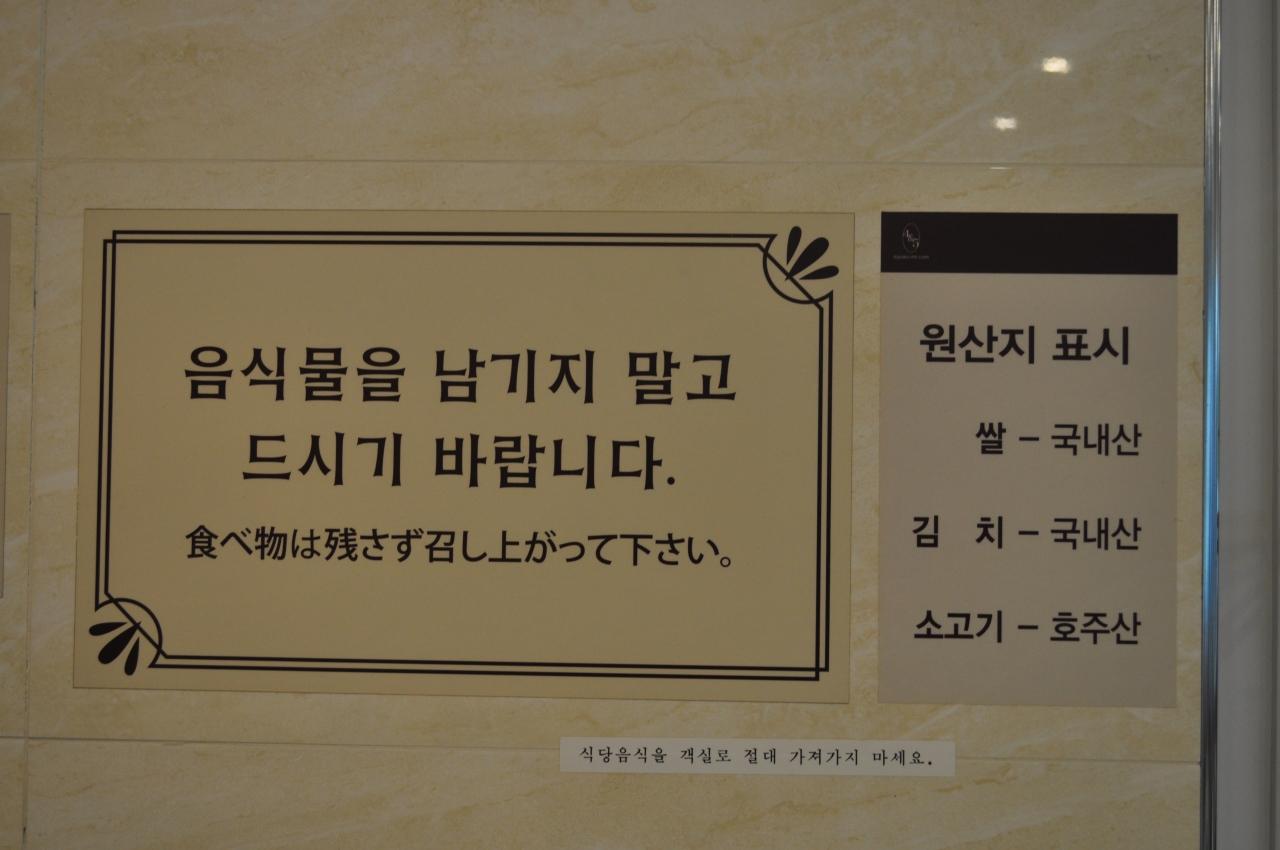 음식물을 남기지 말고
드시기 바랍니다.
食べ物は残さず召し上がって下さい。
원산지 표시
쌀 – 국내산
김 치 – 국내산
소고기 – 호주산
식당음식을 객실로 절대 가져가지 마세요.